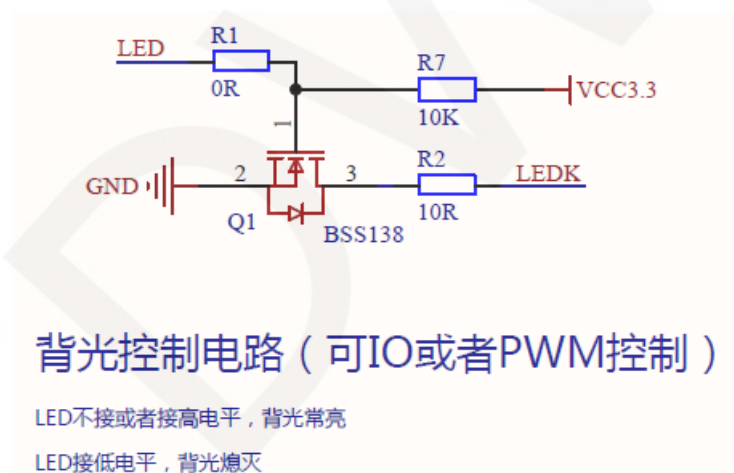 LED
R1
0R
R7
10K
VCC3.3
1
GND
2
3
R2
10R
LEDK
Q1
BSS138
背光控制电路（可IO或者PWM控制）
LED不接或者接高电平，背光常亮
LED接低电平，背光熄灭